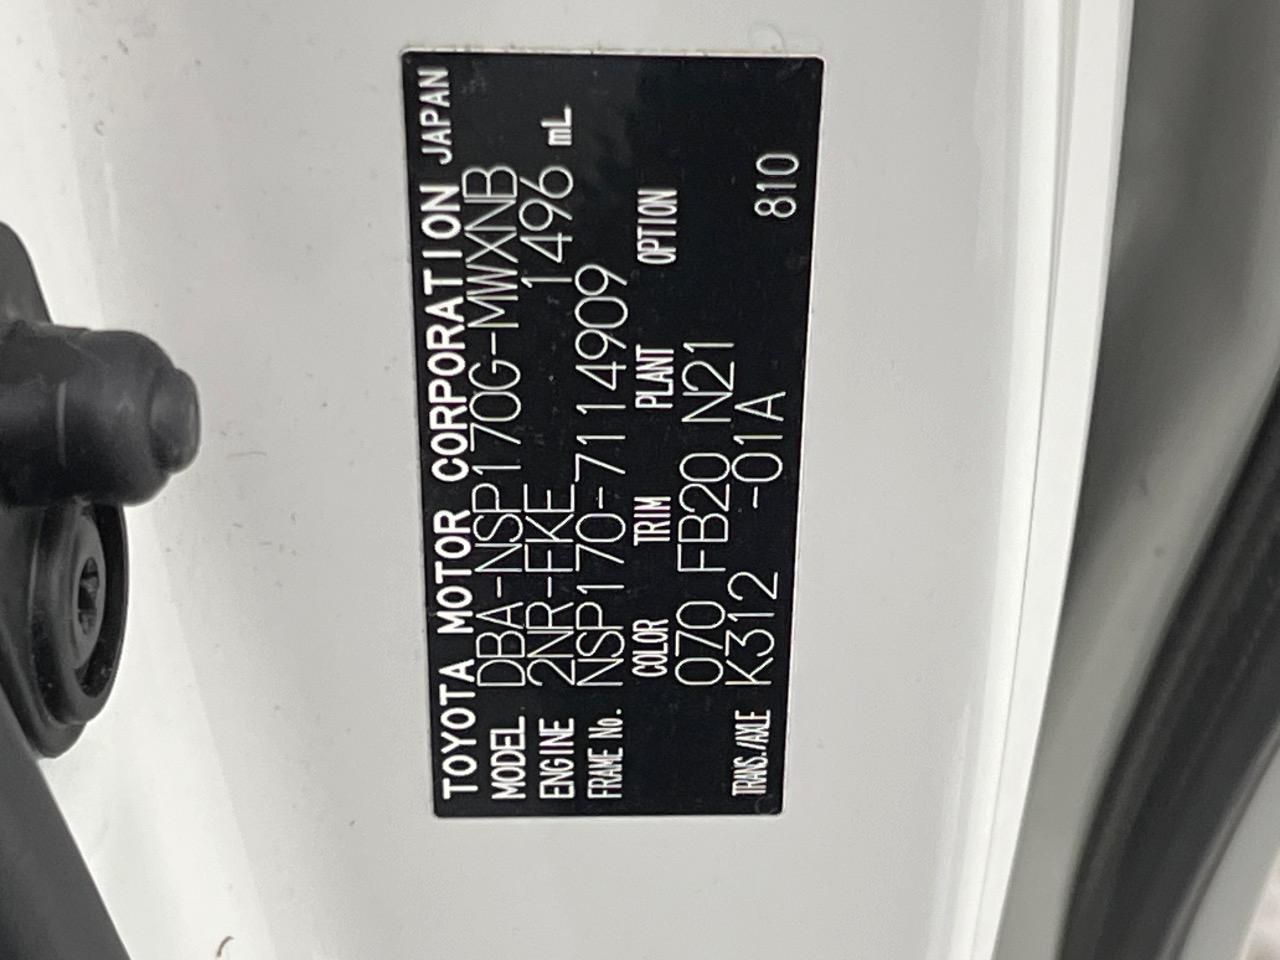 TOYOTA MOTOR CORPORATION JAPAN
MODEL DBA-NSP170G-MWXNB
ENGINE 2NR-FKE 1496 mL
FRAME No. NSP170-7114909
COLOR TRIM PLANT OPTION
070 FB20 N21
TRANS./AXLE K312 -01A 810